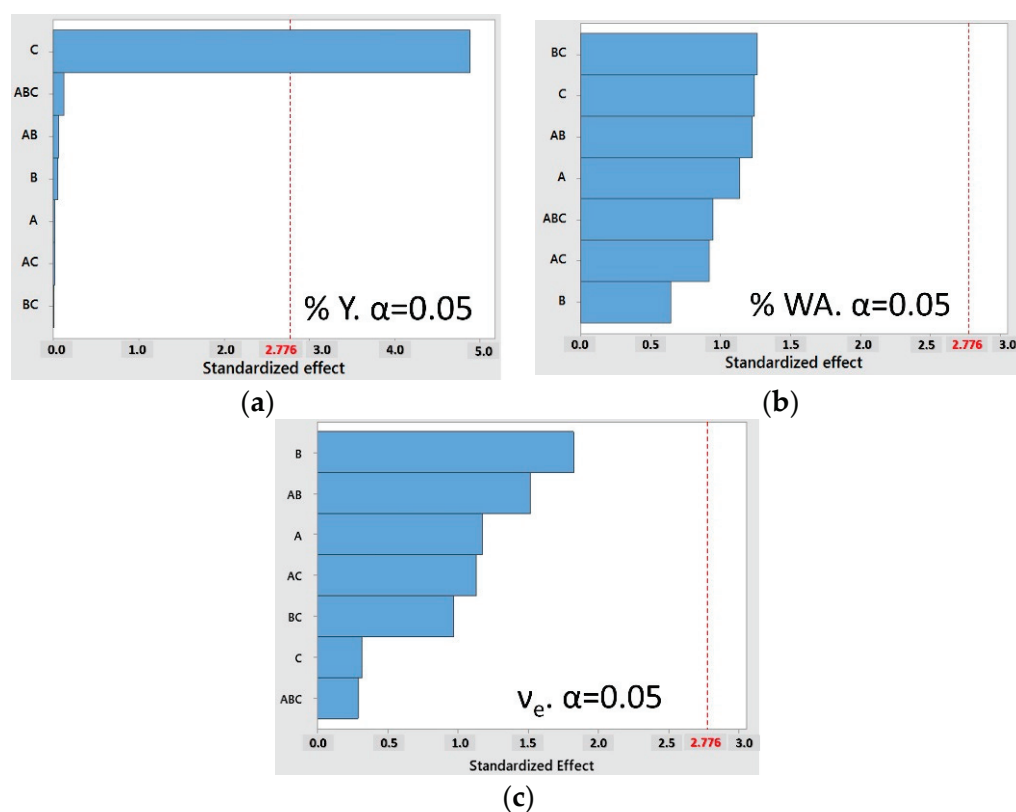 C
ABC
AB
B
A
AC
BC
% Y. α=0.05
0.0 1.0 2.0 2.776 3.0 4.0 5.0
Standardized effect
(a)
BC
C
AB
A
ABC
AC
B
% WA. α=0.05
0.0 0.5 1.0 1.5 2.0 2.5 2.776 3.0
Standardized effect
(b)
B
AB
A
AC
BC
C
ABC
νe. α=0.05
0.0 0.5 1.0 1.5 2.0 2.5 2.776 3.0
Standardized Effect
(c)